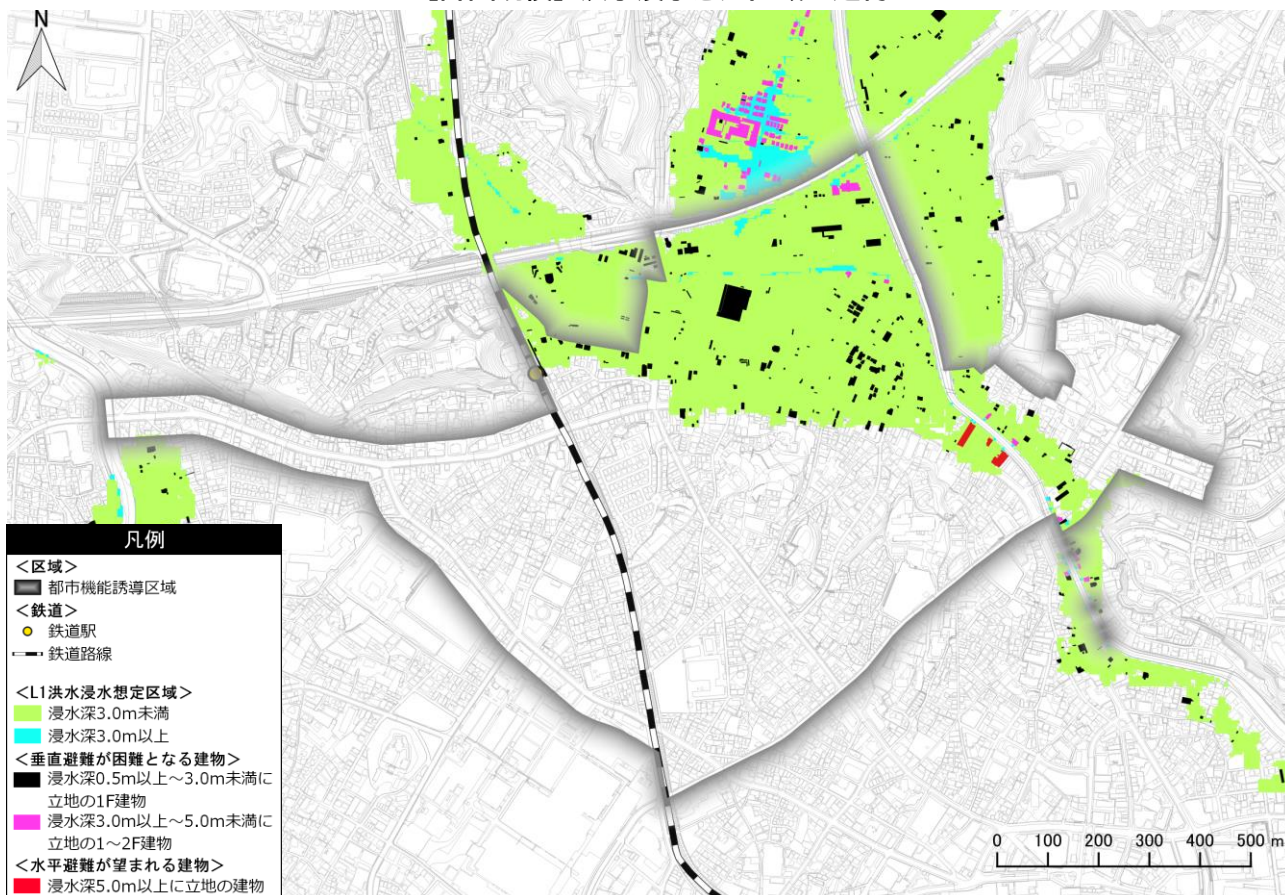 N
凡例
<区域>
都市機能誘導区域
<鉄道>
鉄道駅
鉄道路線
<L1洪水浸水想定区域>
浸水深3.0m未満
浸水深3.0m以上
<垂直避難が困難となる建物>
浸水深0.5m以上~3.0m未満に
立地の1F建物
浸水深3.0m以上~5.0m未満に
立地の1~2F建物
<水平避難が望まれる建物>
浸水深5.0m以上に立地の建物
0 100 200 300 400 500 m